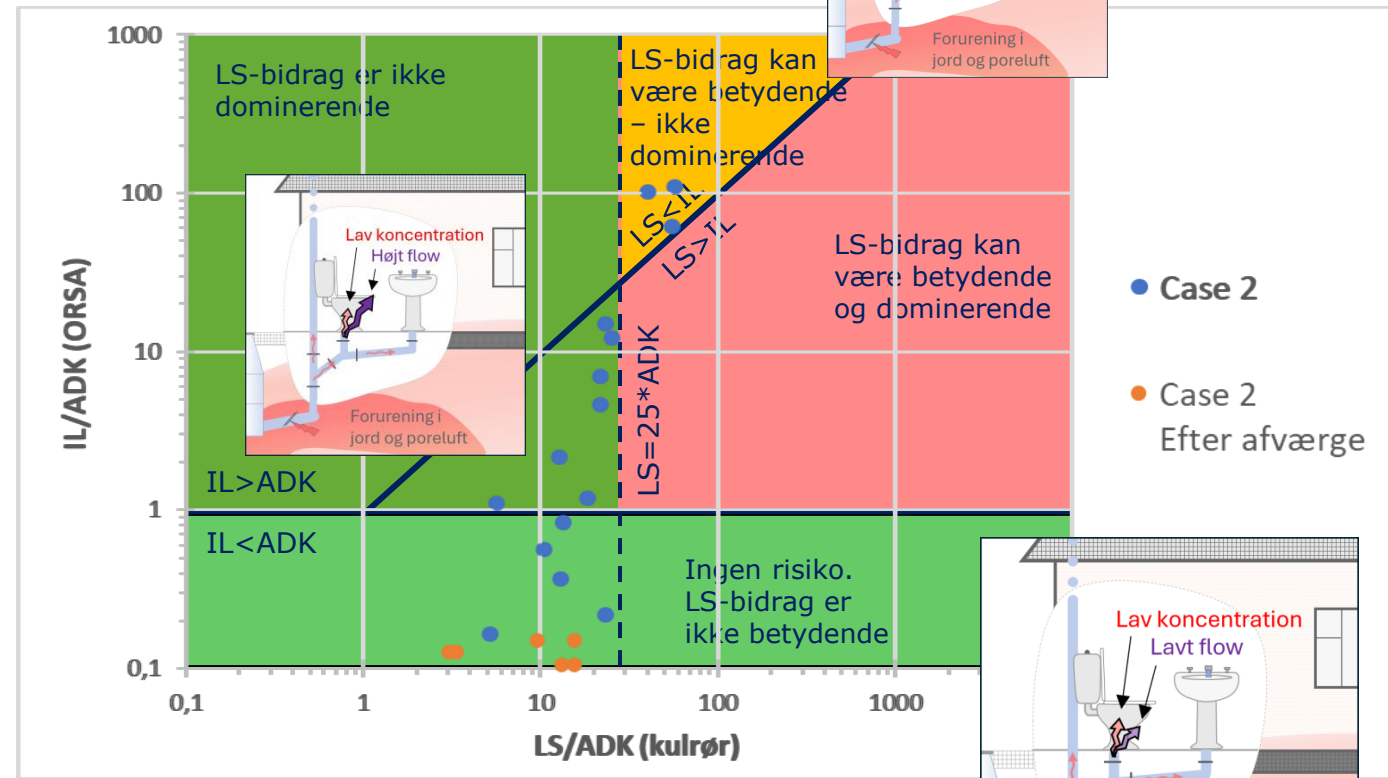 Forurening i
jord og poreluft
1000
100
10
1
0,1
IL/ADK (ORSA)
LS-bidrag er ikke
dominerende
LS-bidrag kan
være betydende
– ikke
dominerende
LS<IL
LS>IL
LS-bidrag kan
være betydende
og dominerende
Lav koncentration
Højt flow
Forurening i
jord og poreluft
LS=25*ADK
IL>ADK
IL<ADK
Ingen risiko.
LS-bidrag er
ikke betydende
0,1
1
10
100
1000
LS/ADK (kulrør)
Case 2
Case 2
Efter afværge
Lav koncentration
Lavt flow